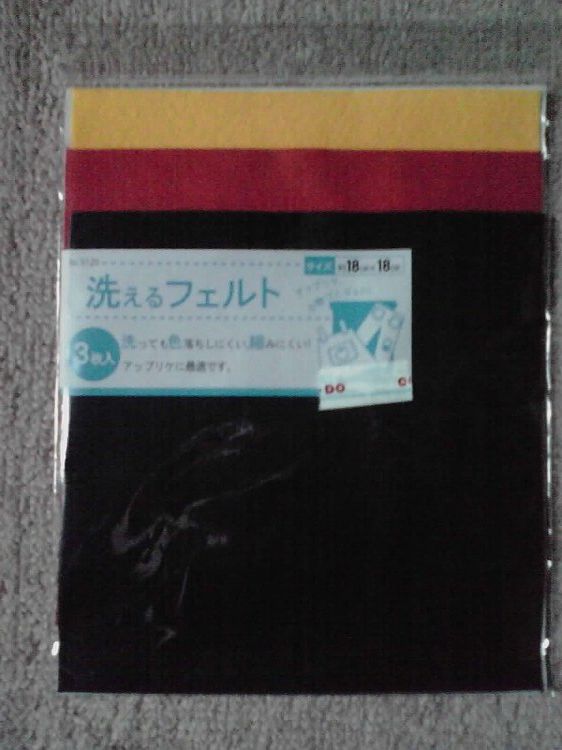 サイズ 約18cm×18cm
洗えるフェルト
3枚入
洗っても色落ちしにくい、縮みにくい!
アップリケに最適です。